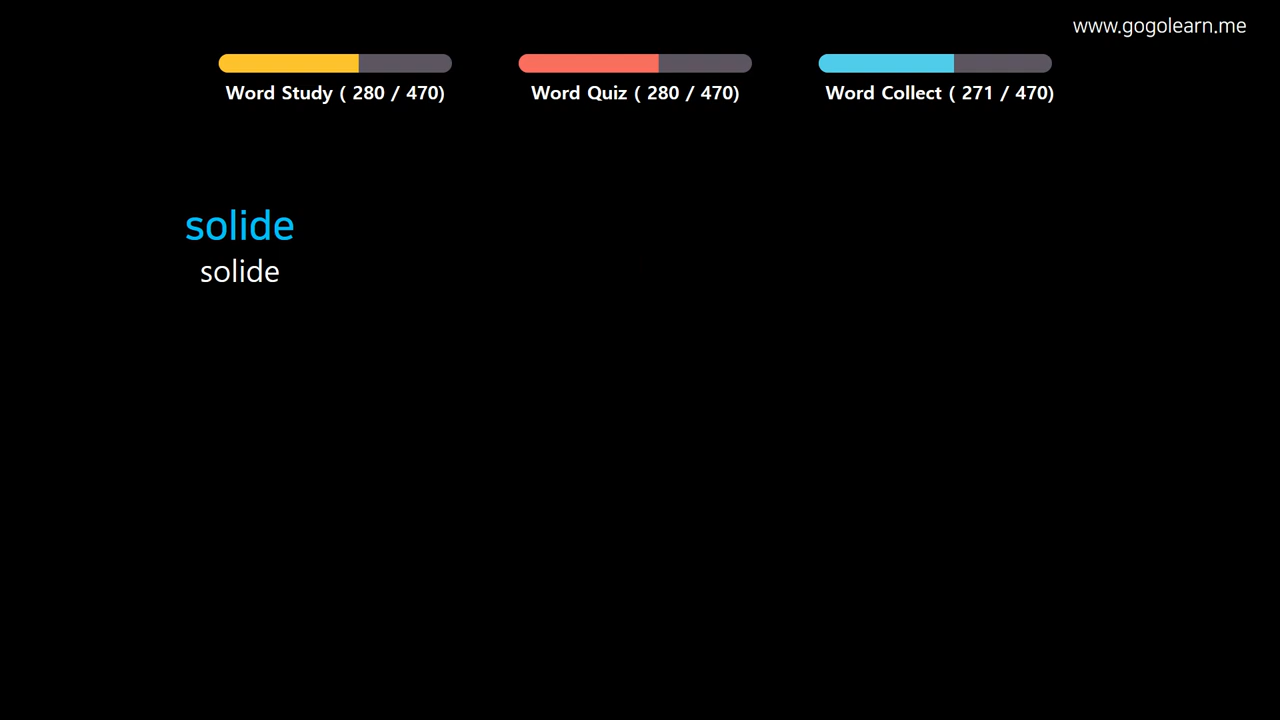 www.gogolearn.me
Word Study ( 280 / 470)
Word Quiz ( 280 / 470)
Word Collect ( 271 / 470)
solide
solide